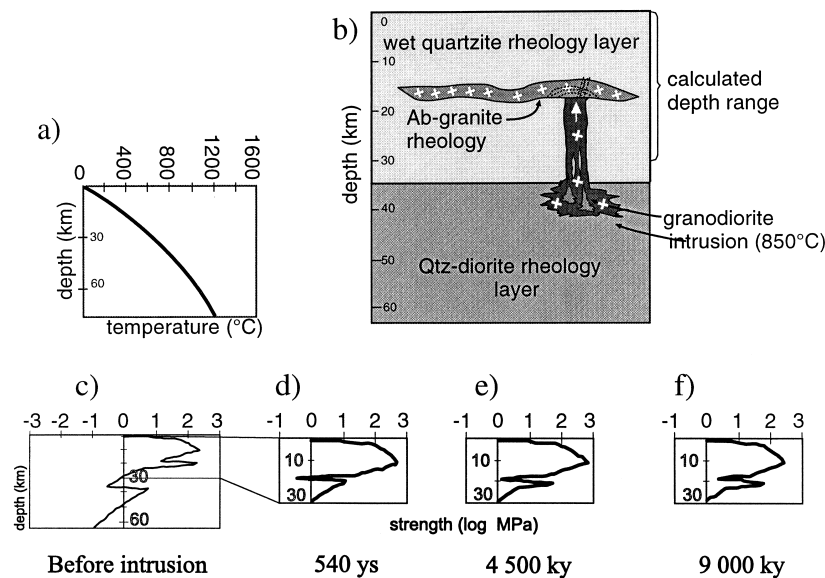 a)
0 4000 800 1200 1600
depth (km)
30
60
temperature (°C)
b)
0
10
20
30
40
50
60
depth (km)
wet quartzite rheology layer
Ab-granite
rheology
calculated
depth range
granodiorite
intrusion (850°C)
Qtz-diorite rheology
layer
c)
-3 -2 -1 0 1 2 3
depth (km)
30
60
Before intrusion
d)
-1 0 1 2 3
10
30
540 ys
e)
-1 0 1 2 3
10
30
4 500 ky
f)
-1 0 1 2 3
10
30
9 000 ky
strength (log MPa)